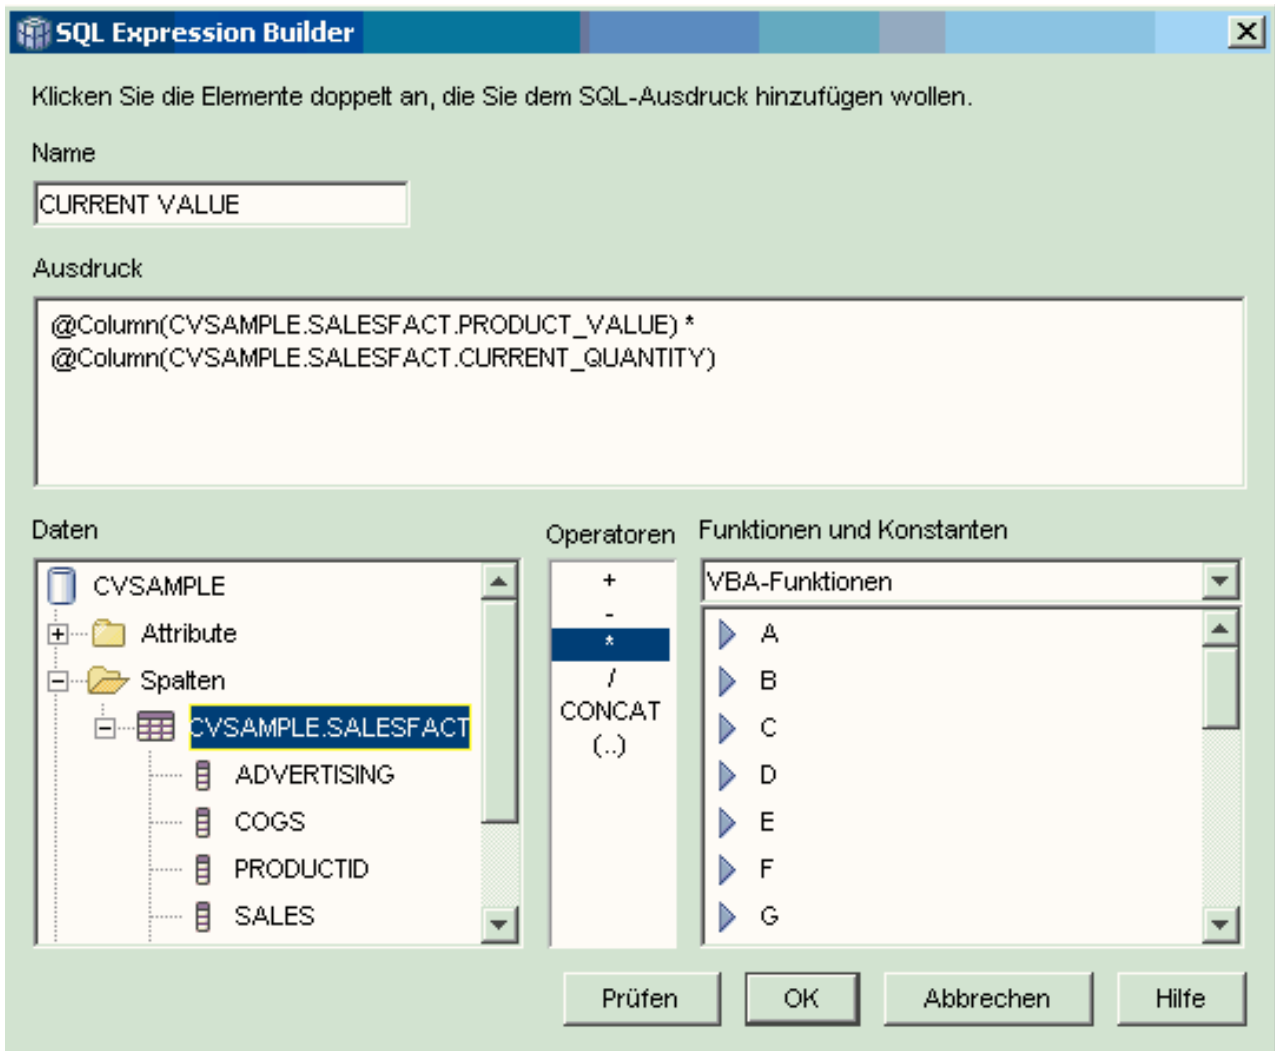 SQL Expression Builder
Klicken Sie die Elemente doppelt an, die Sie dem SQL-Ausdruck hinzufügen wollen.
Name
CURRENT VALUE
Ausdruck
@Column(CVSAMPLE.SALESFACT.PRODUCT_VALUE) *
@Column(CVSAMPLE.SALESFACT.CURRENT_QUANTITY)
Daten
CVSAMPLE
Attribute
Spalten
CVSAMPLE.SALESFACT
ADVERTISING
COGS
PRODUCTID
SALES
Operatoren
+
-
*
/
CONCAT
(..)
Funktionen und Konstanten
VBA-Funktionen
A
B
C
D
E
F
G
Prüfen
OK
Abbrechen
Hilfe